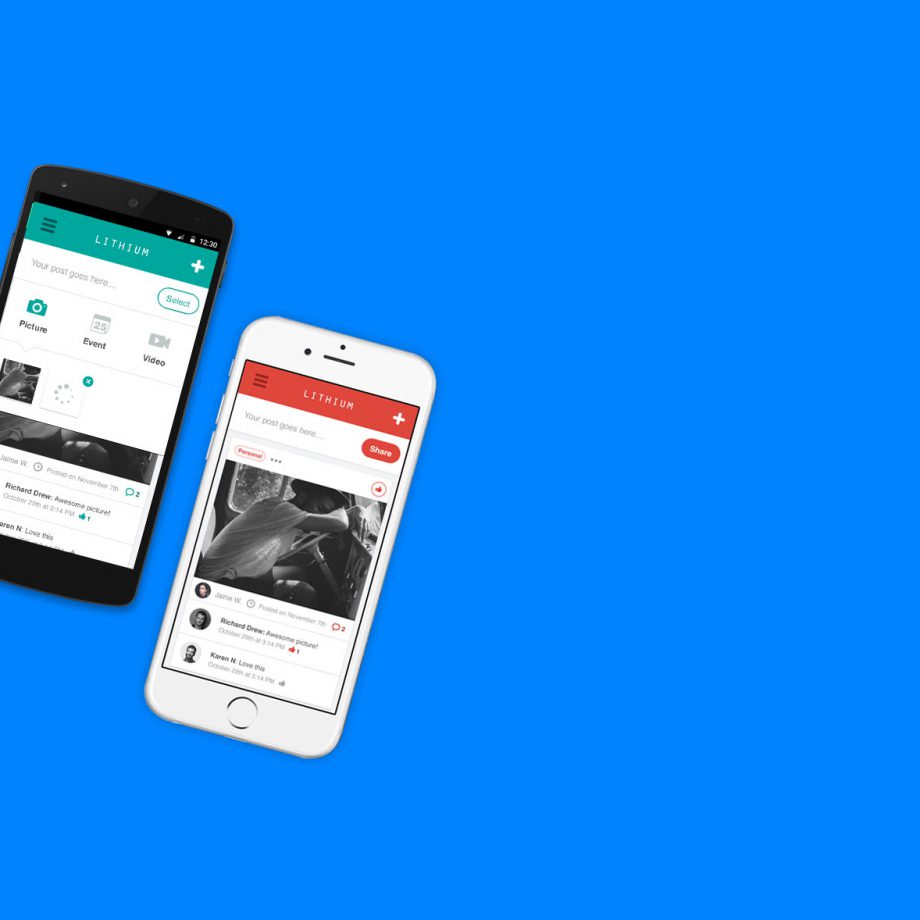 12:30
LITHIUM
Your post goes here....
Select
Picture
25
Event
Video
Jaime W. Posted on November 7th 2
Richard Drew: Awesome picture!
October 29th at 3:14 PM 1
aren N: Love this
LITHIUM
Your post goes here....
Share
Personal
Jaime W. Posted on November 7th 2
Richard Drew: Awesome picture!
October 29th at 3:14 PM 1
Karen N: Love this
October 29th at 3:14 PM